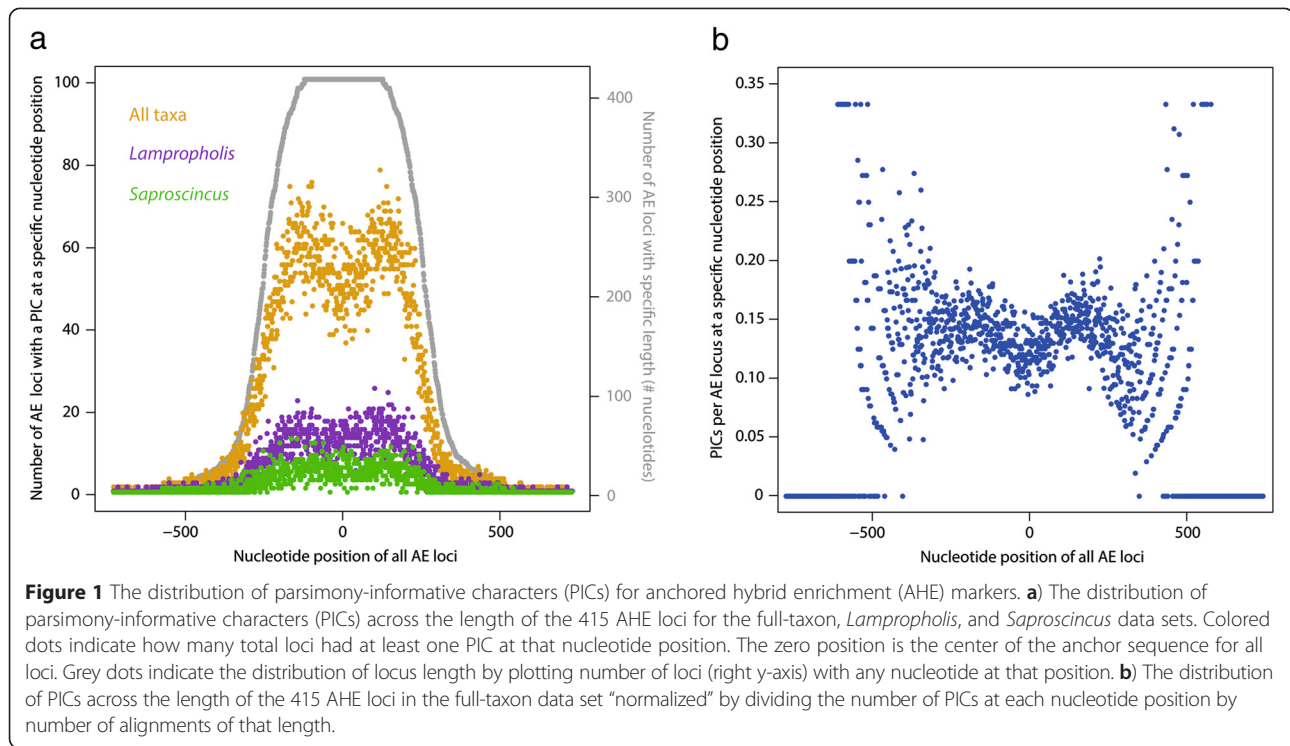 a
Number of AE loci with a PIC at a specific nucleotide position
100
80
60
40
20
0
All taxa
Lampropholis
Saproscincus
400
300
200
100
0
Number of AE loci with specific length (# nucelotides)
−500
0
500
Nucleotide position of all AE loci
b
PICs per AE locus at a specific nucleotide position
0.35
0.30
0.25
0.20
0.15
0.10
0.05
0
−500
0
500
Nucleotide position of all AE loci
Figure 1 The distribution of parsimony-informative characters (PICs) for anchored hybrid enrichment (AHE) markers. a) The distribution of
parsimony-informative characters (PICs) across the length of the 415 AHE loci for the full-taxon, Lampropholis, and Saproscincus data sets. Colored
dots indicate how many total loci had at least one PIC at that nucleotide position. The zero position is the center of the anchor sequence for all
loci. Grey dots indicate the distribution of locus length by plotting number of loci (right y-axis) with any nucleotide at that position. b) The distribution
of PICs across the length of the 415 AHE loci in the full-taxon data set “normalized” by dividing the number of PICs at each nucleotide position by
number of alignments of that length.